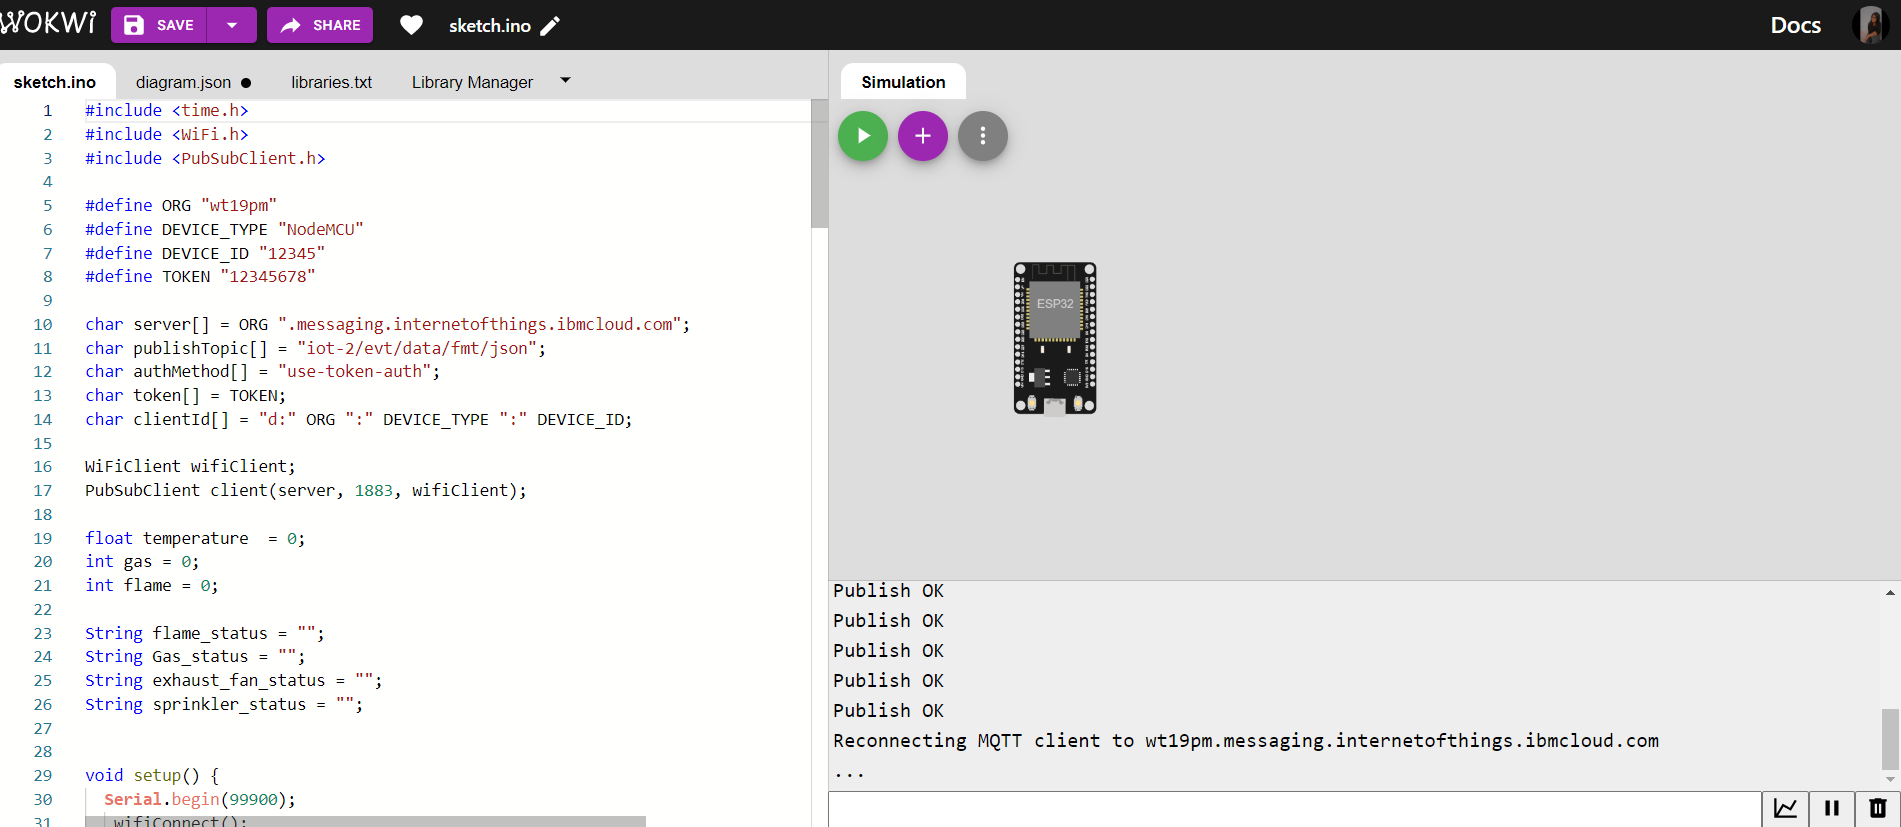 WOKWi SAVE SHARE sketch.ino Docs
sketch.ino diagram.json libraries.txt Library Manager
1 #include <time.h>
2 #include <WiFi.h>
3 #include <PubSubClient.h>
4
5 #define ORG "wt19pm"
6 #define DEVICE_TYPE "NodeMCU"
7 #define DEVICE_ID "12345"
8 #define TOKEN "12345678"
9
10 char server[] = ORG ".messaging.internetofthings.ibmcloud.com";
11 char publishTopic[] = "iot-2/evt/data/fmt/json";
12 char authMethod[] = "use-token-auth";
13 char token[] = TOKEN;
14 char clientId[] = "d:" ORG ":" DEVICE_TYPE ":" DEVICE_ID;
15
16 WiFiClient wifiClient;
17 PubSubClient client(server, 1883, wifiClient);
18
19 float temperature  = 0;
20 int gas = 0;
21 int flame = 0;
22
23 String flame_status = "";
24 String Gas_status = "";
25 String exhaust_fan_status = "";
26 String sprinkler_status = "";
27
28
29 void setup() {
30 Serial.begin(99900);
31 wifiConnect();
Simulation
ESP32
Publish OK
Publish OK
Publish OK
Publish OK
Publish OK
Reconnecting MQTT client to wt19pm.messaging.internetofthings.ibmcloud.com
...